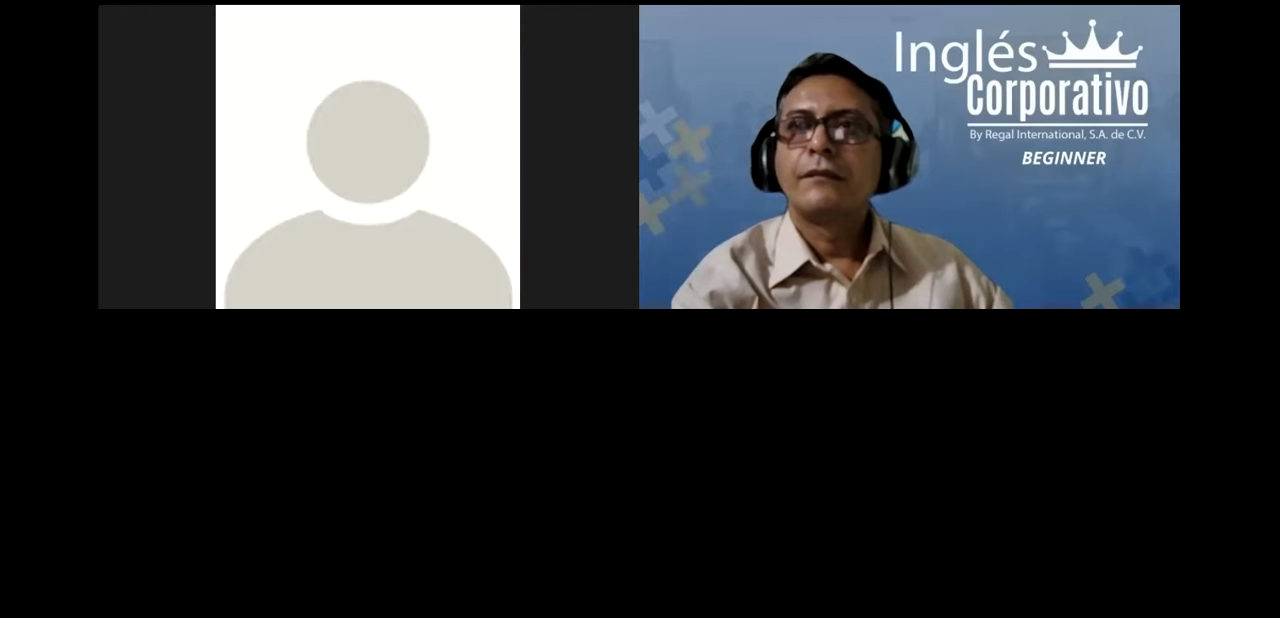 Inglés
Corporativo
By Regal International, S.A. de C.V.
BEGINNER